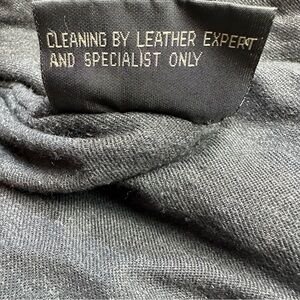 CLEANING BY LEATHER EXPERT
AND SPECIALIST ONLY